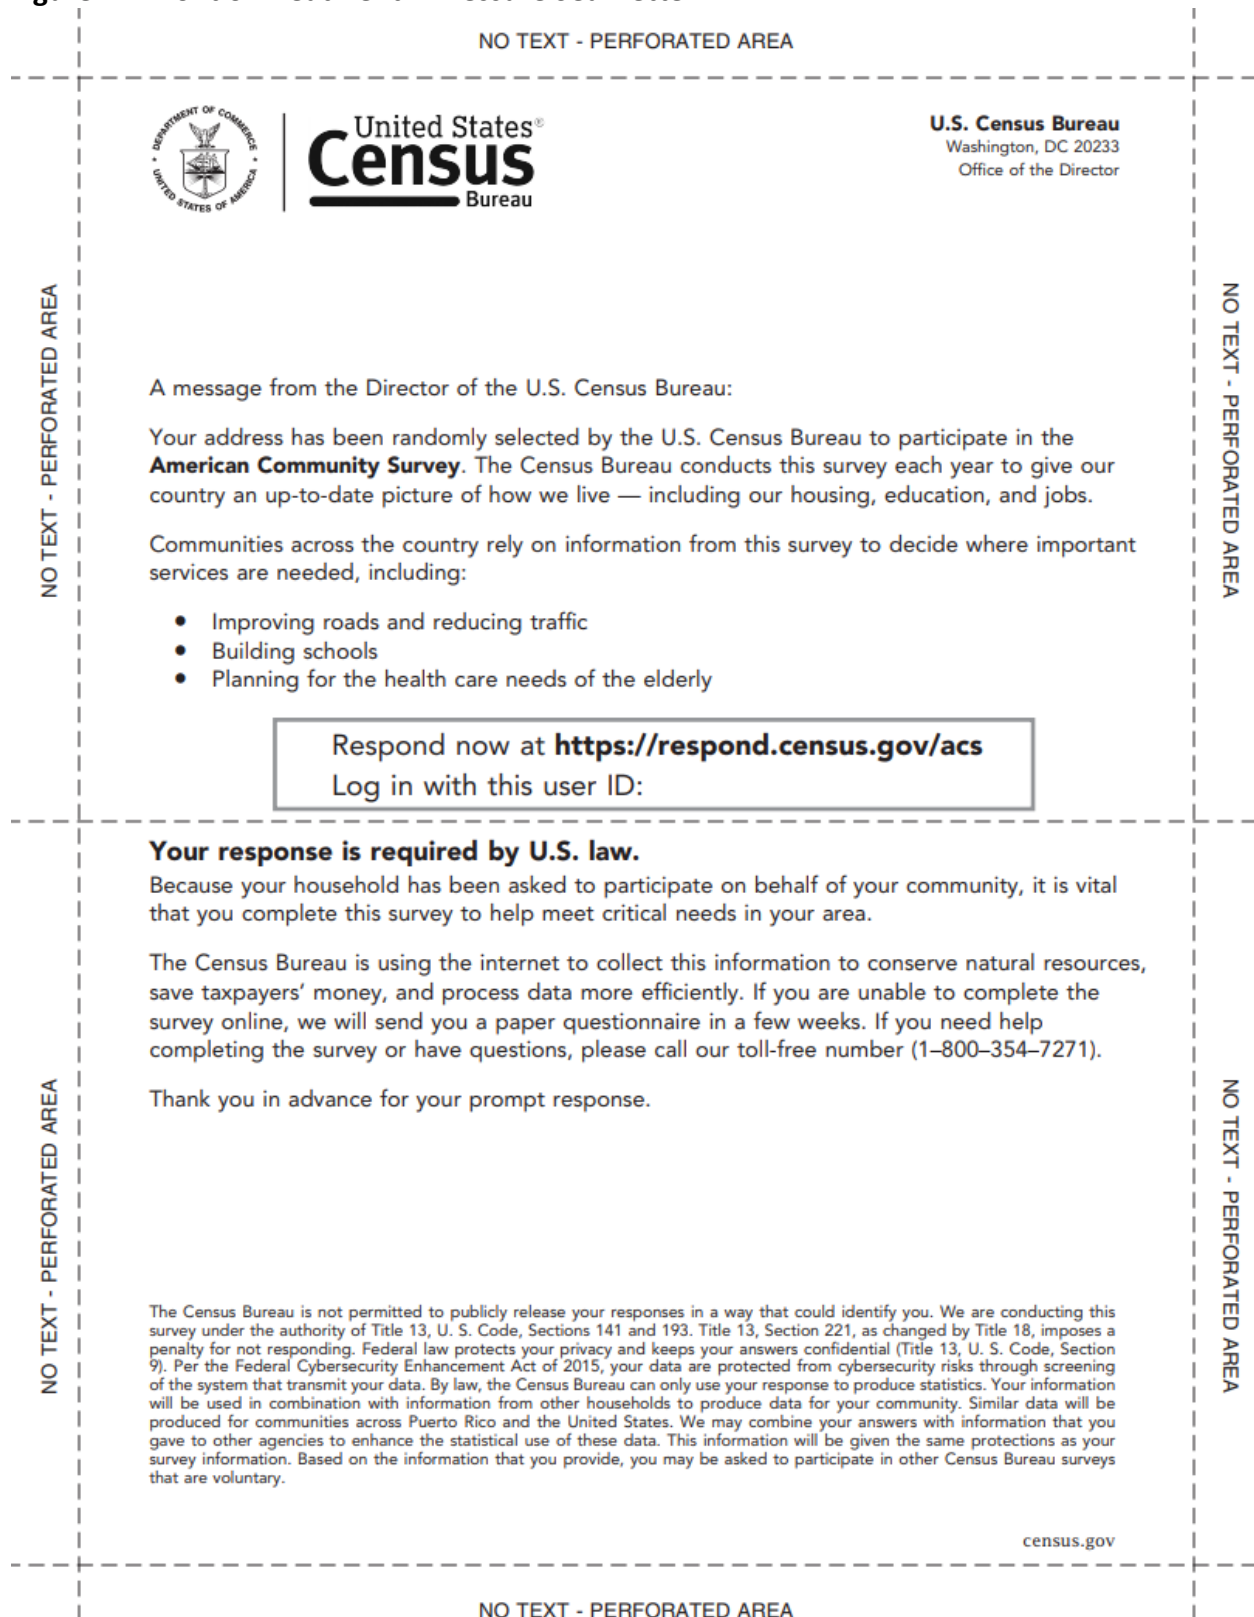 NO TEXT - PERFORATED AREA
DEPARTMENT OF COMMERCE
UNITED STATES OF AMERICA
United States®
Census
Bureau
U.S. Census Bureau
Washington, DC 20233
Office of the Director
NO TEXT - PERFORATED AREA
NO TEXT - PERFORATED AREA
A message from the Director of the U.S. Census Bureau:
Your address has been randomly selected by the U.S. Census Bureau to participate in the
American Community Survey. The Census Bureau conducts this survey each year to give our
country an up-to-date picture of how we live — including our housing, education, and jobs.
Communities across the country rely on information from this survey to decide where important
services are needed, including:
• Improving roads and reducing traffic
• Building schools
• Planning for the health care needs of the elderly
Respond now at https://respond.census.gov/acs
Log in with this user ID:
Your response is required by U.S. law.
Because your household has been asked to participate on behalf of your community, it is vital
that you complete this survey to help meet critical needs in your area.
The Census Bureau is using the internet to collect this information to conserve natural resources,
save taxpayers' money, and process data more efficiently. If you are unable to complete the
survey online, we will send you a paper questionnaire in a few weeks. If you need help
completing the survey or have questions, please call our toll-free number (1–800–354–7271).
Thank you in advance for your prompt response.
NO TEXT - PERFORATED AREA
NO TEXT - PERFORATED AREA
The Census Bureau is not permitted to publicly release your responses in a way that could identify you. We are conducting this
survey under the authority of Title 13, U. S. Code, Sections 141 and 193. Title 13, Section 221, as changed by Title 18, imposes a
penalty for not responding. Federal law protects your privacy and keeps your answers confidential (Title 13, U. S. Code, Section
9). Per the Federal Cybersecurity Enhancement Act of 2015, your data are protected from cybersecurity risks through screening
of the system that transmit your data. By law, the Census Bureau can only use your response to produce statistics. Your information
will be used in combination with information from other households to produce data for your community. Similar data will be
produced for communities across Puerto Rico and the United States. We may combine your answers with information that you
gave to other agencies to enhance the statistical use of these data. This information will be given the same protections as your
survey information. Based on the information that you provide, you may be asked to participate in other Census Bureau surveys
that are voluntary.
census.gov
NO TEXT - PERFORATED AREA